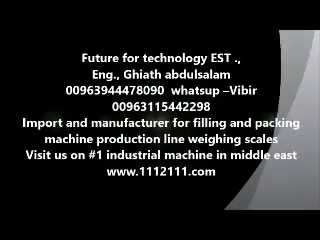 Future for technology EST .,
Eng., Ghiath abdulsalam
00963944478090 whatsup –Vibir
00963115442298
Import and manufacturer for filling and packing
machine production line weighing scales
Visit us on #1 industrial machine in middle east
www.1112111.com